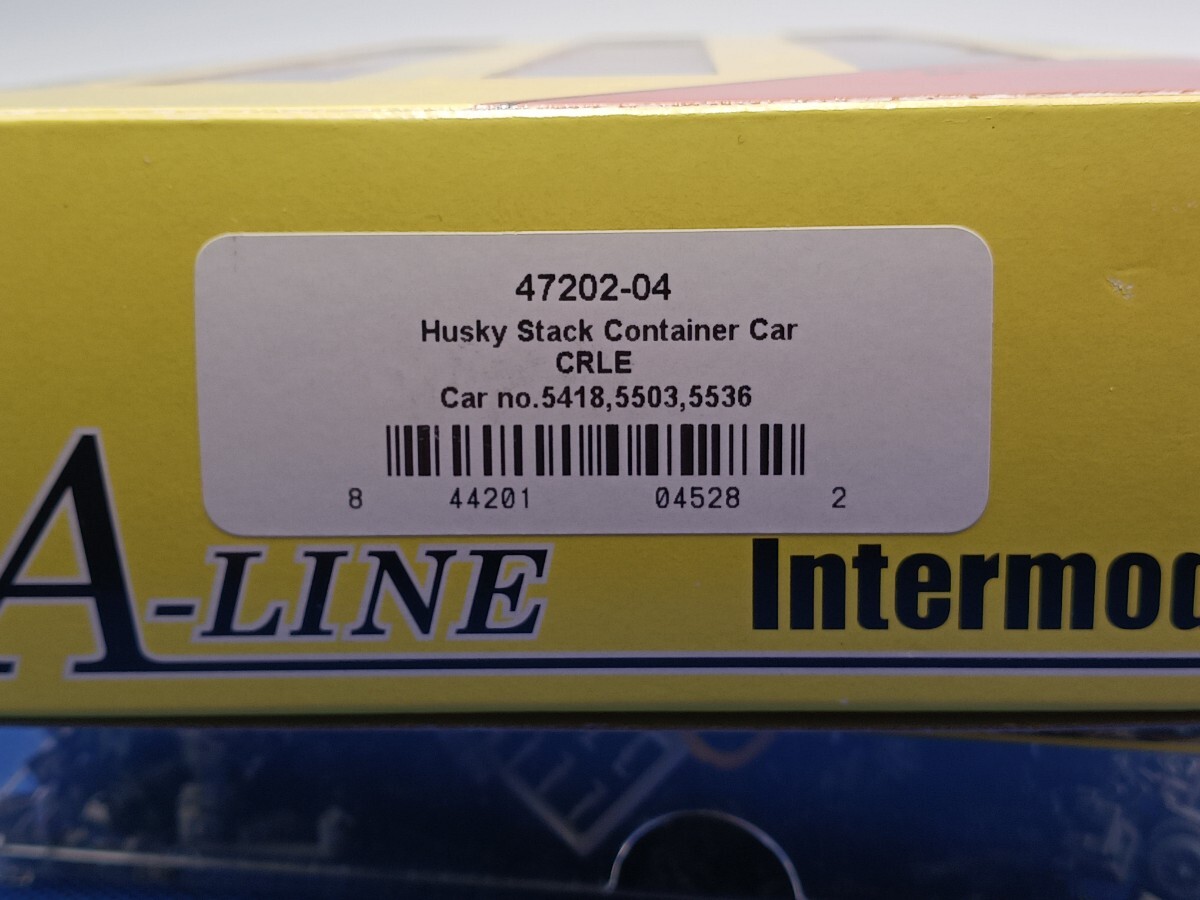 47202-04
Husky Stack Container Car
CRLE
Car no.5418,5503,5536
8 44201 04528 2
A-LINE Intermod